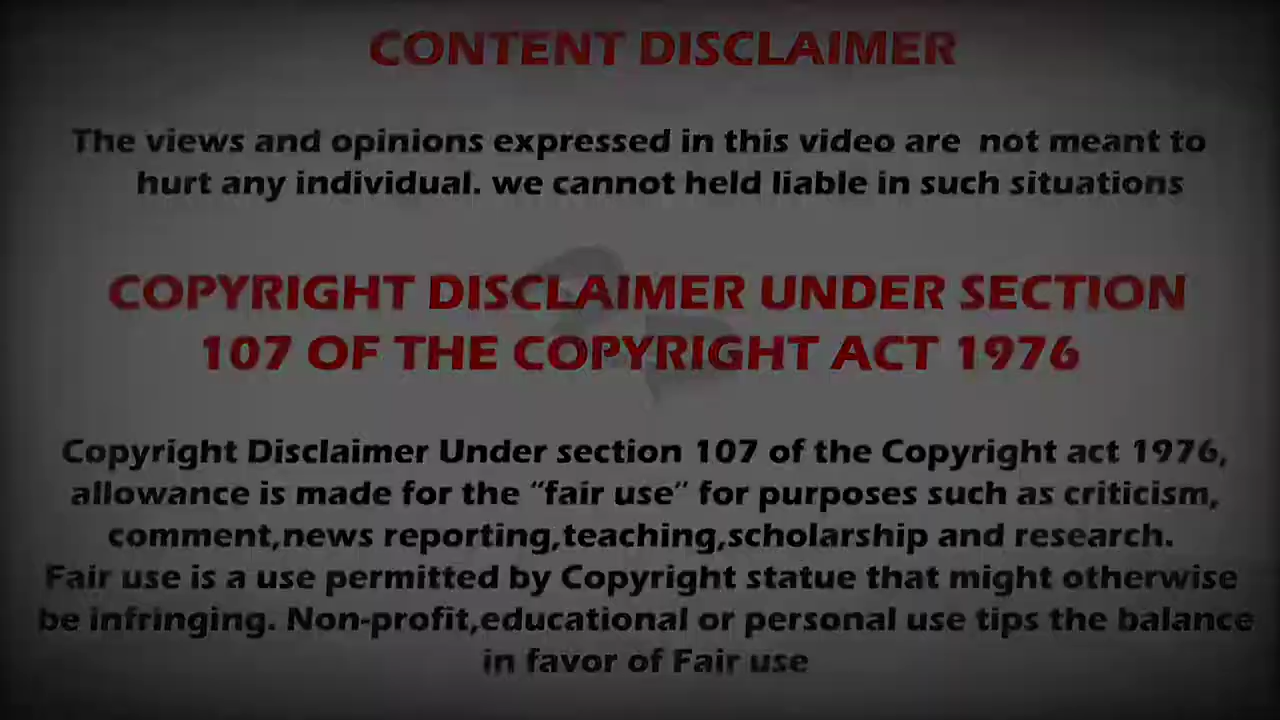 CONTENT DISCLAIMER
The views and opinions expressed in this video are not meant to
hurt any individual. we cannot held liable in such situations
COPYRIGHT DISCLAIMER UNDER SECTION
107 OF THE COPYRIGHT ACT 1976
Copyright Disclaimer Under section 107 of the Copyright act 1976,
allowance is made for the “fair use” for purposes such as criticism,
comment,news reporting,teaching,scholarship and research.
Fair use is a use permitted by Copyright statue that might otherwise
be infringing. Non-profit,educational or personal use tips the balance
in favor of Fair use